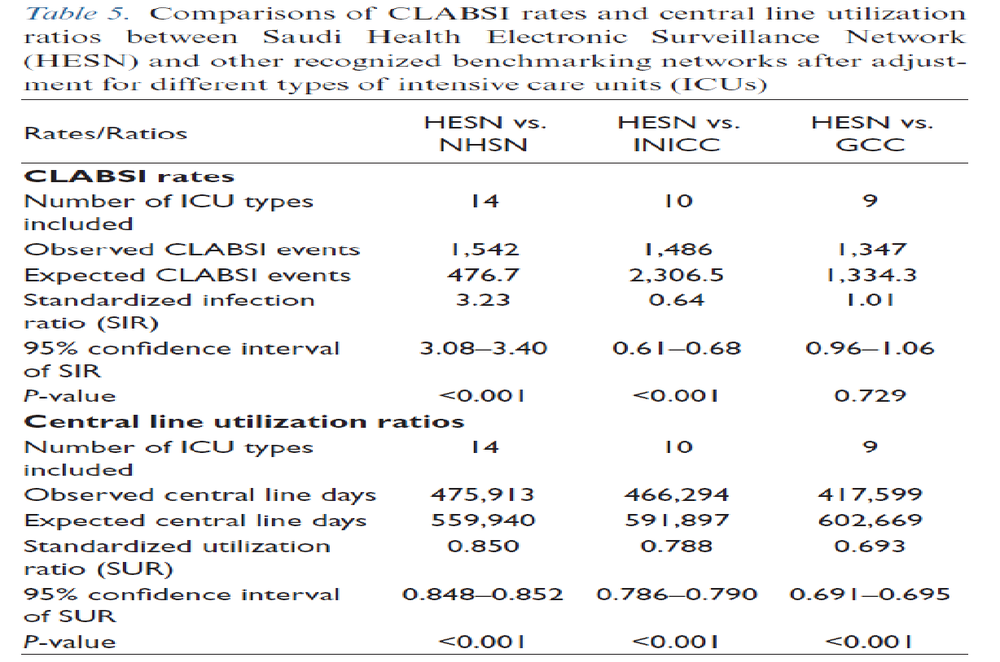 Table 5. Comparisons of CLABSI rates and central line utilization
ratios between Saudi Health Electronic Surveillance Network
(HESN) and other recognized benchmarking networks after adjust-
ment for different types of intensive care units (ICUs)
Rates/Ratios HESN vs. NHSN HESN vs. INICC HESN vs. GCC
CLABSI rates
Number of ICU types included 14 10 9
Observed CLABSI events 1,542 1,486 1,347
Expected CLABSI events 476.7 2,306.5 1,334.3
Standardized infection ratio (SIR) 3.23 0.64 1.01
95% confidence interval of SIR 3.08–3.40 0.61–0.68 0.96–1.06
P-value <0.001 <0.001 0.729
Central line utilization ratios
Number of ICU types included 14 10 9
Observed central line days 475,913 466,294 417,599
Expected central line days 559,940 591,897 602,669
Standardized utilization ratio (SUR) 0.850 0.788 0.693
95% confidence interval of SUR 0.848–0.852 0.786–0.790 0.691–0.695
P-value <0.001 <0.001 <0.001